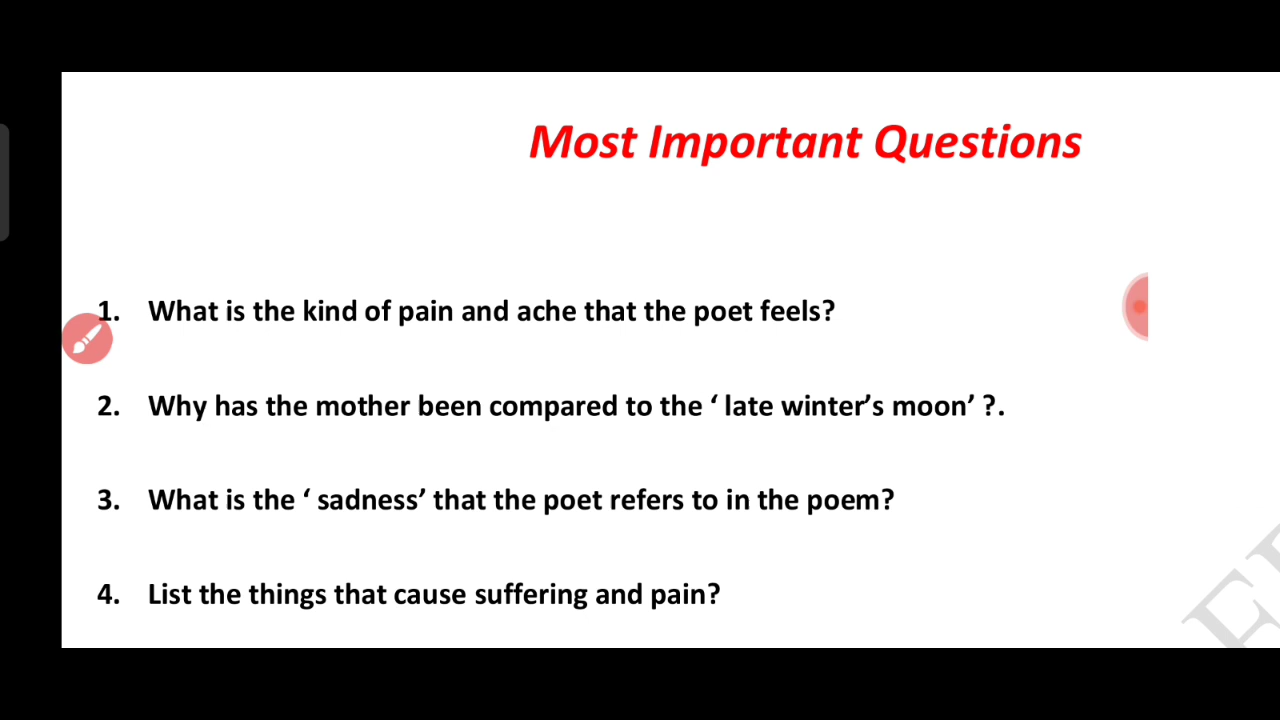 Most Important Questions
1. What is the kind of pain and ache that the poet feels?
2. Why has the mother been compared to the ‘ late winter’s moon’ ?.
3. What is the ‘ sadness’ that the poet refers to in the poem?
4. List the things that cause suffering and pain?